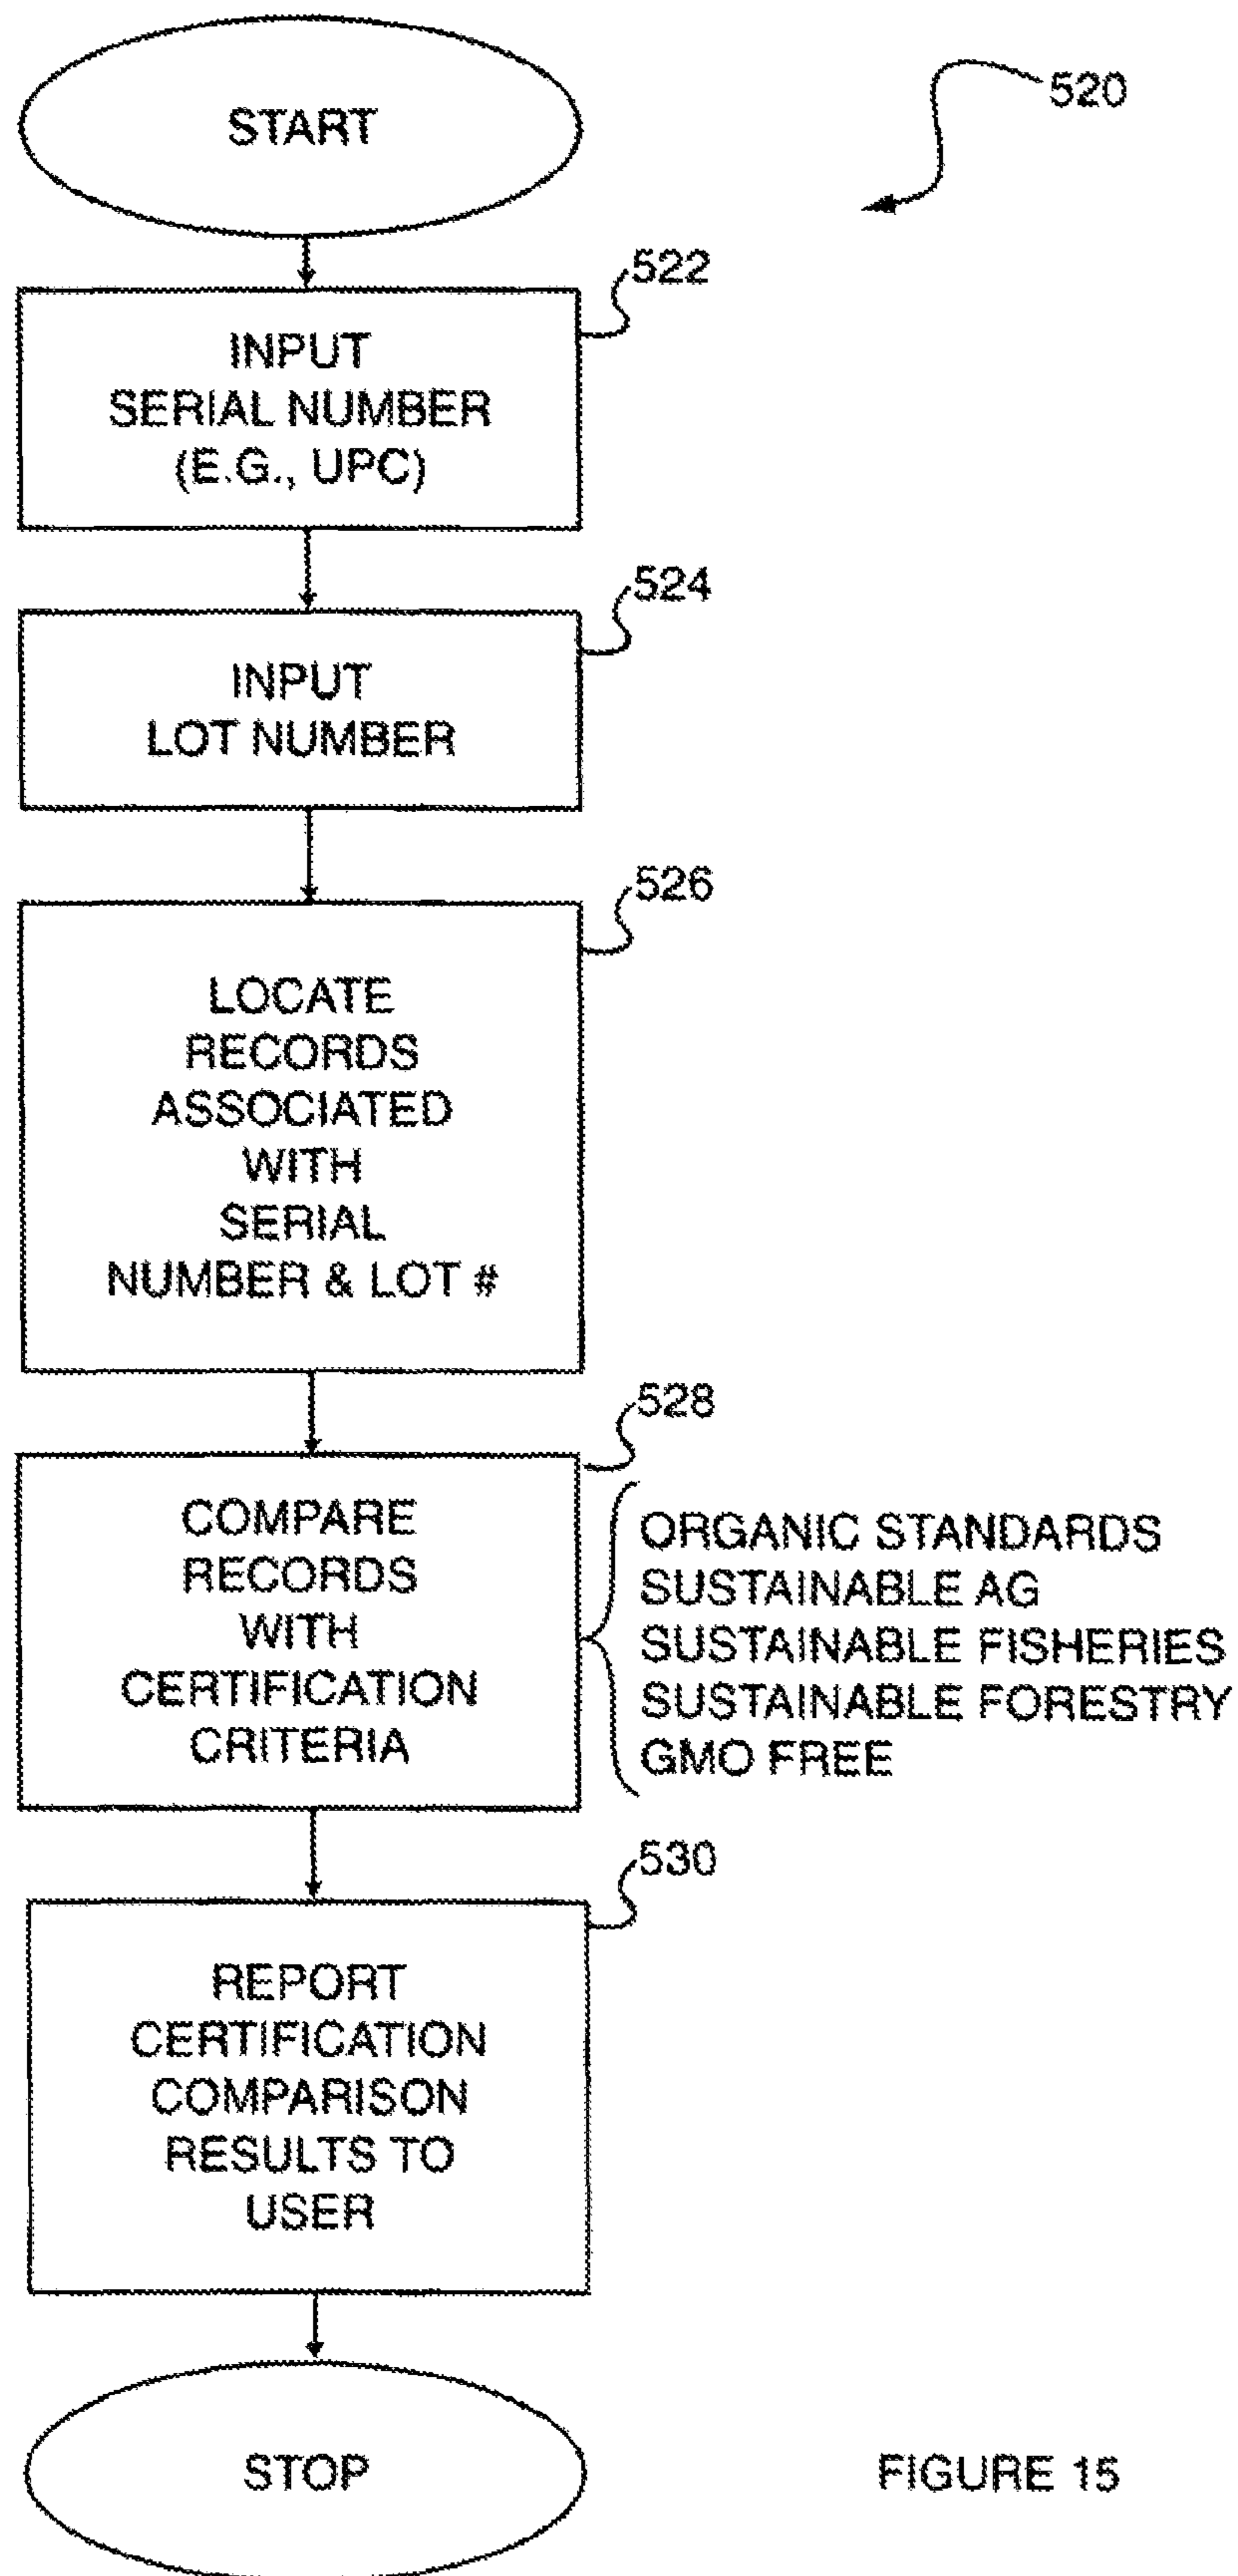 START
520
522
INPUT
SERIAL NUMBER
(E.G., UPC)
524
INPUT
LOT NUMBER
526
LOCATE
RECORDS
ASSOCIATED
WITH
SERIAL
NUMBER & LOT #
528
COMPARE
RECORDS
WITH
CERTIFICATION
CRITERIA
ORGANIC STANDARDS
SUSTAINABLE AG
SUSTAINABLE FISHERIES
SUSTAINABLE FORESTRY
GMO FREE
530
REPORT
CERTIFICATION
COMPARISON
RESULTS TO
USER
STOP
FIGURE 15